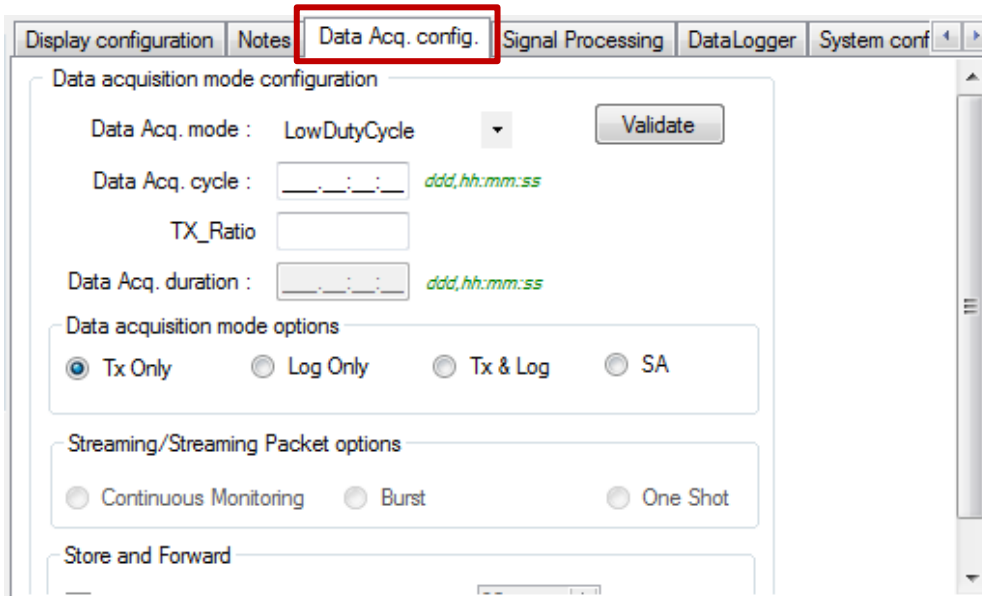 Display configuration Notes Data Acq. config. Signal Processing DataLogger System conf
Data acquisition mode configuration
Data Acq. mode : LowDutyCycle Validate
Data Acq. cycle : ___.__:__:__ ddd,hh:mm:ss
TX_Ratio
Data Acq. duration : ___.__:__:__ ddd,hh:mm:ss
Data acquisition mode options
Tx Only Log Only Tx & Log SA
Streaming/Streaming Packet options
Continuous Monitoring Burst One Shot
Store and Forward